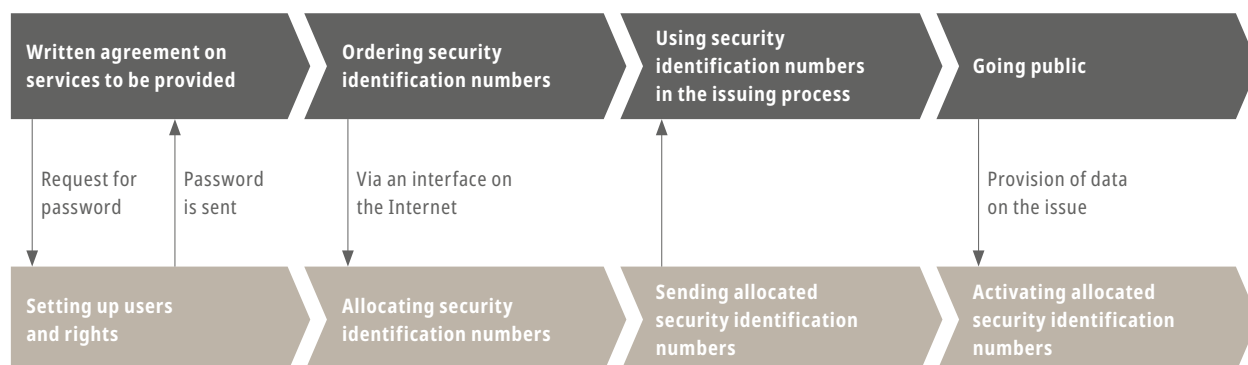 Written agreement on
services to be provided
Ordering security
identification numbers
Using security
identification numbers
in the issuing process
Going public
Request for
password
Password
is sent
Via an interface on
the Internet
Provision of data
on the issue
Setting up users
and rights
Allocating security
identification numbers
Sending allocated
security identification
numbers
Activating allocated
security identification
numbers